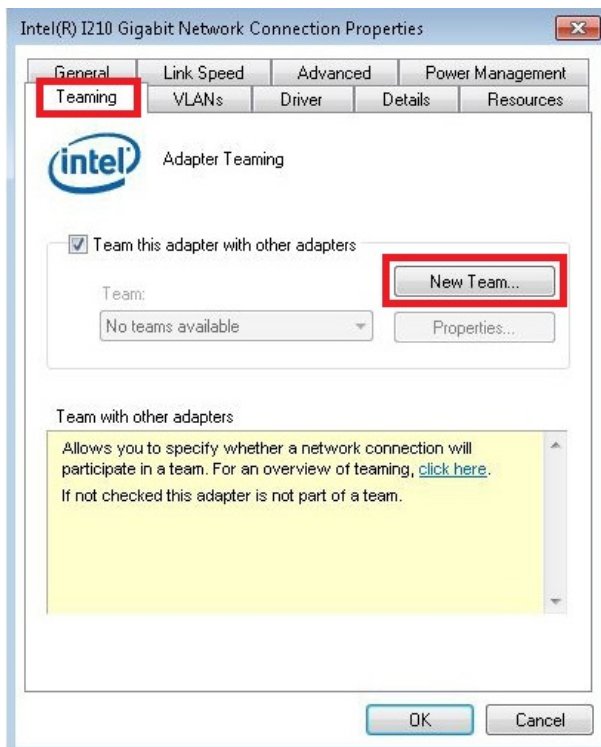 Intel(R) I210 Gigabit Network Connection Properties
General Link Speed Advanced Power Management
Teaming VLANs Driver Details Resources
intel
Adapter Teaming
Team this adapter with other adapters
New Team...
Team:
No teams available
Properties...
Team with other adapters
Allows you to specify whether a network connection will
participate in a team. For an overview of teaming, click here.
If not checked this adapter is not part of a team.
OK Cancel